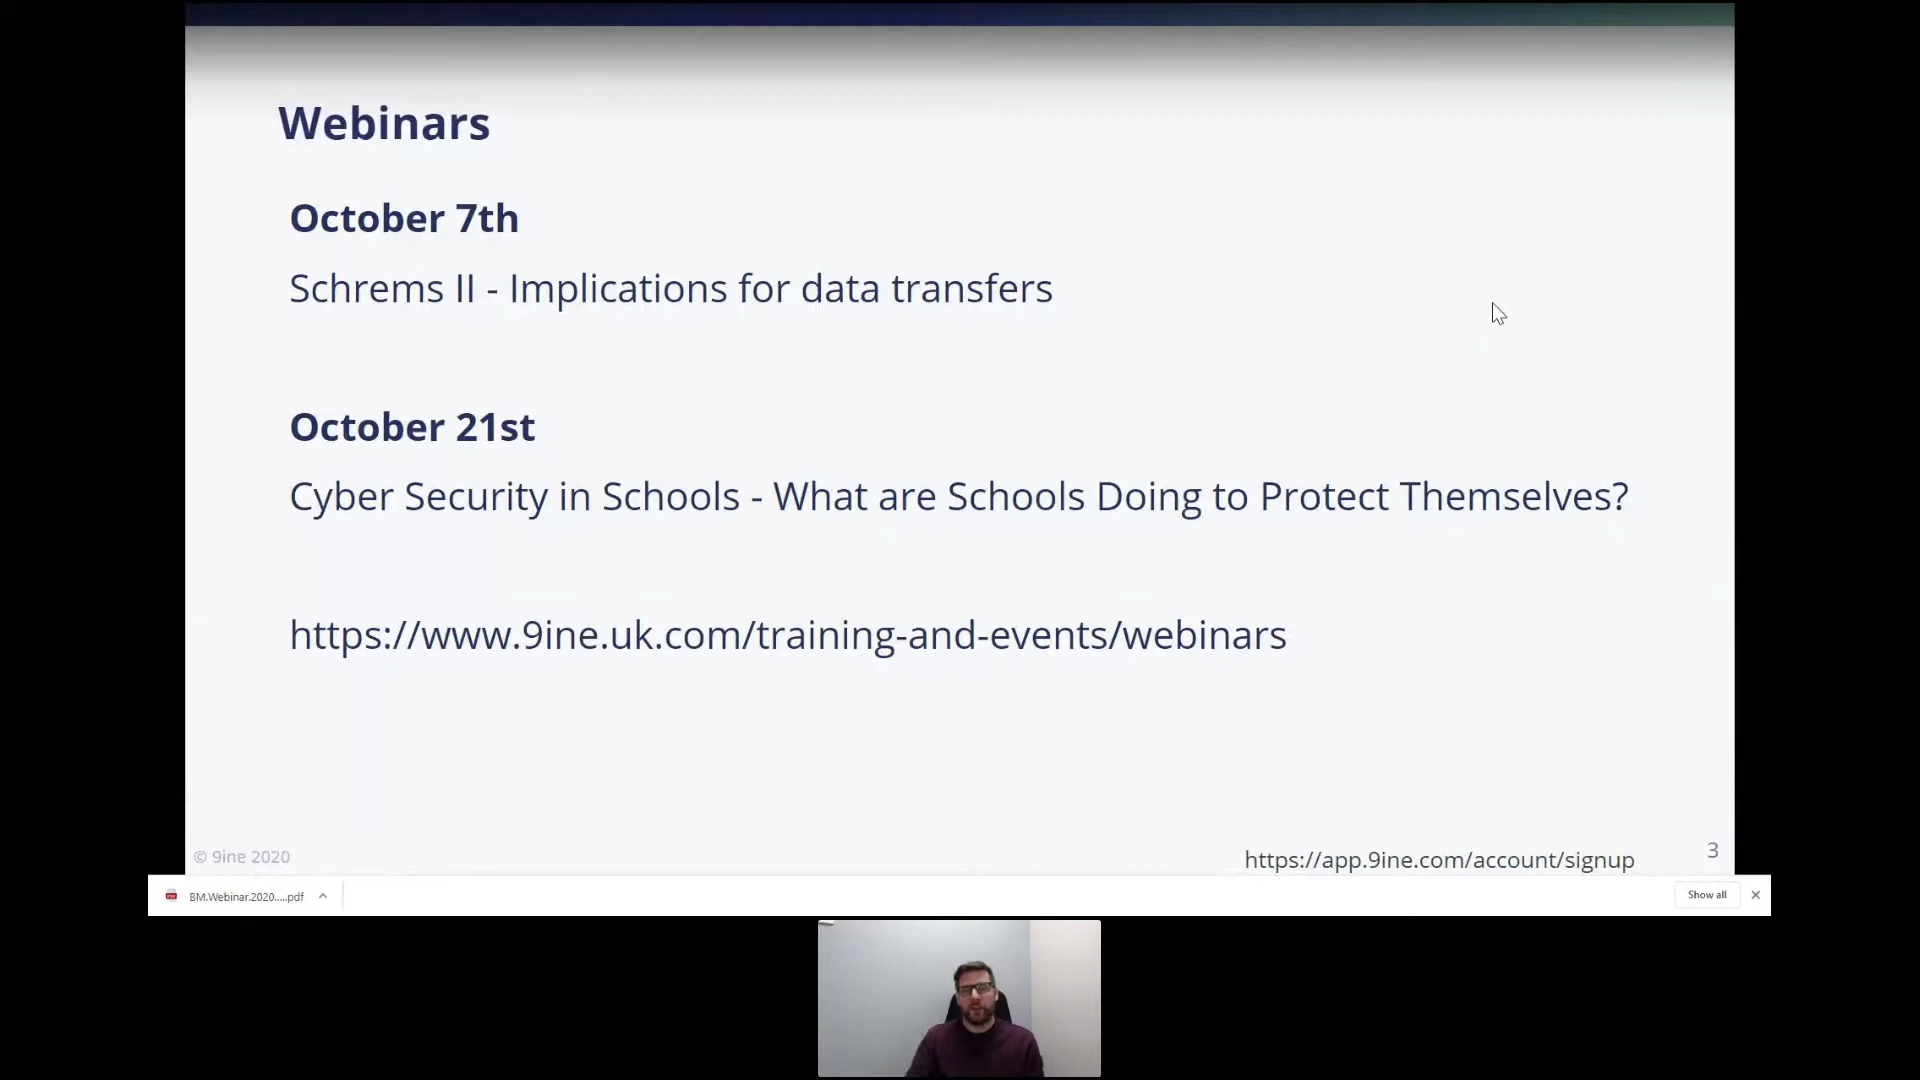 Webinars
October 7th
Schrems II - Implications for data transfers
October 21st
Cyber Security in Schools - What are Schools Doing to Protect Themselves?
https://www.9ine.uk.com/training-and-events/webinars
© 9ine 2020
https://app.9ine.com/account/signup
3
BM.Webinar.2020.....pdf
Show all